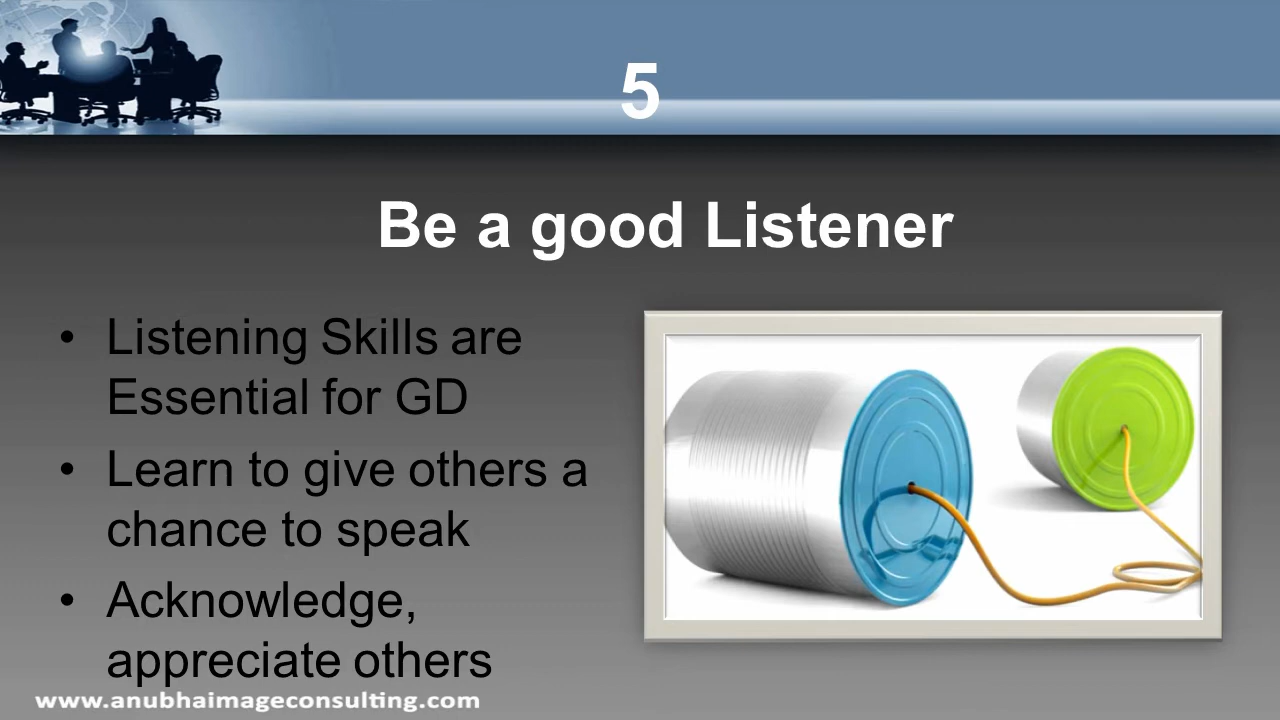 5
Be a good Listener
• Listening Skills are
Essential for GD
• Learn to give others a
chance to speak
• Acknowledge,
appreciate others
www.anubhaimageconsulting.com